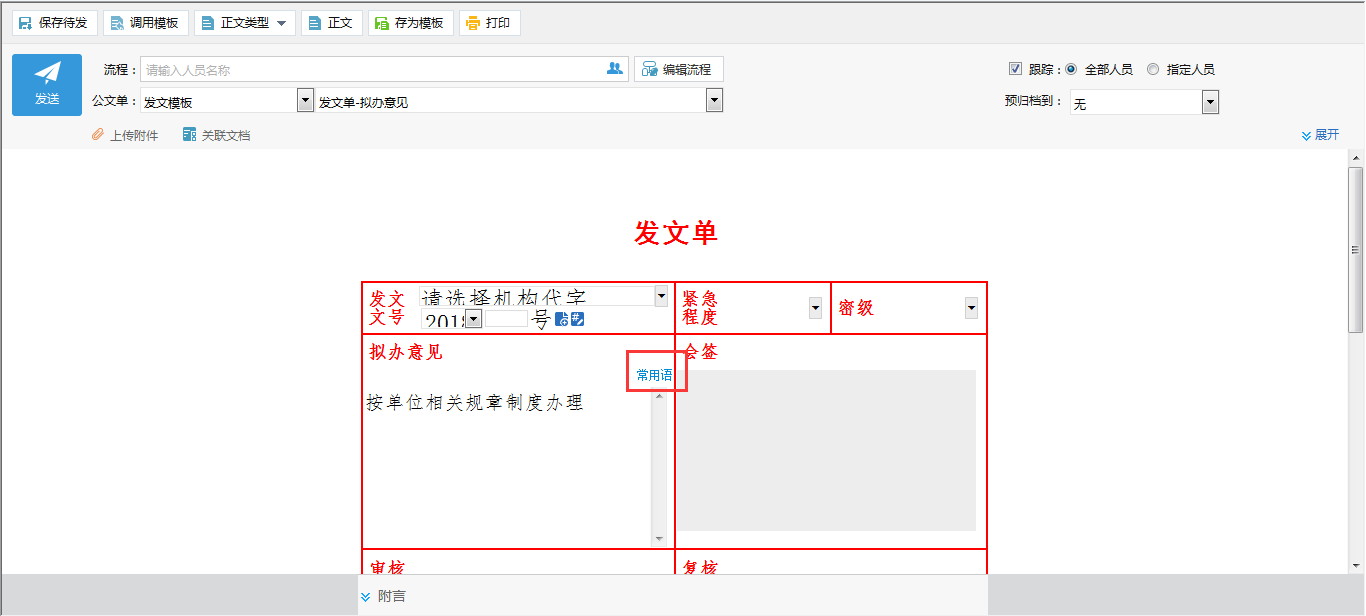 保存待发 调用模板 正文类型 正文 存为模板 打印
发送
流程： 请输入人员名称 编辑流程 跟踪： 全部人员 指定人员
公文单： 发文模板 发文单-拟办意见 预归档到： 无
上传附件 关联文档 展开
发文单
发文 请选择机构代字 紧急 密级
文号 号 程度
拟办意见 会签
常用语
按单位相关规章制度办理
审核 复核
附言